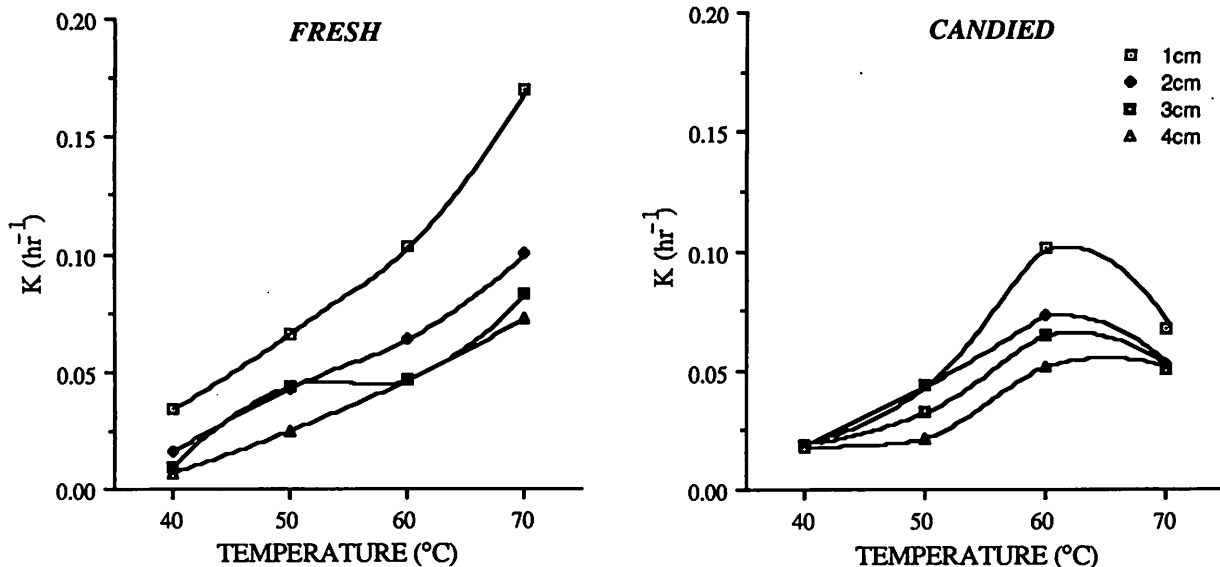 FRESH
0.20
0.15
0.10
0.05
0.00
K (hr⁻¹)
40 50 60 70
TEMPERATURE (°C)
CANDIED
1cm
2cm
3cm
4cm
0.20
0.15
0.10
0.05
0.00
K (hr⁻¹)
40 50 60 70
TEMPERATURE (°C)